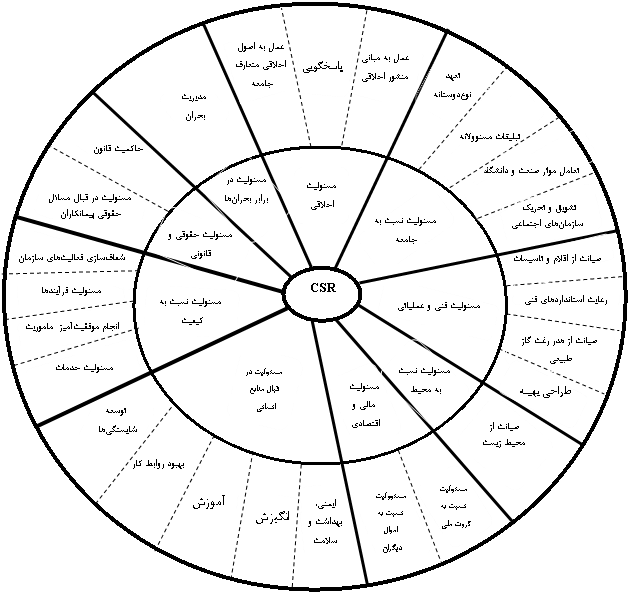 CSR
مسئولیت
اخلاقی
عمل به اصول
اخلاقی متعارف
جامعه
پاسخگویی
عمل به مبانی
منشور اخلاقی
مسئولیت نسبت به
جامعه
تعهد
نوع‌دوستانه
تبلیغات مسوولانه
تعامل موثر صنعت و دانشگاه
تشویق و تحریک
سازمان‌های اجتماعی
مسئولیت فنی و عملیاتی
صیانت از اقلام و تاسیسات
رعایت استانداردهای فنی
صیانت از هدر رفت گاز
طبیعی
طراحی بهینه
مسئولیت نسبت
به محیط
صیانت از
محیط زیست
مسئولیت
مالی و
اقتصادی
مسئولیت
نسبت به
ثروت ملی
مسوولیت
نسبت به
اموال
دیگران
مسئولیت در
قبال منابع
انسانی
ایمنی،
بهداشت و
سلامت
انگیزش
آموزش
بهبود روابط کار
توسعه
شایستگی‌ها
مسئولیت نسبت به
کیفیت
مسئولیت خدمات
انجام موفقیت‌آمیز ماموریت
مسئولیت فرآیندها
شفاف‌سازی فعالیت‌های سازمان
مسئولیت حقوقی و
قانونی
مسئولیت در قبال مسائل
حقوقی پیمانکاران
حاکمیت قانون
مسئولیت در
برابر بحران‌ها
مدیریت
بحران